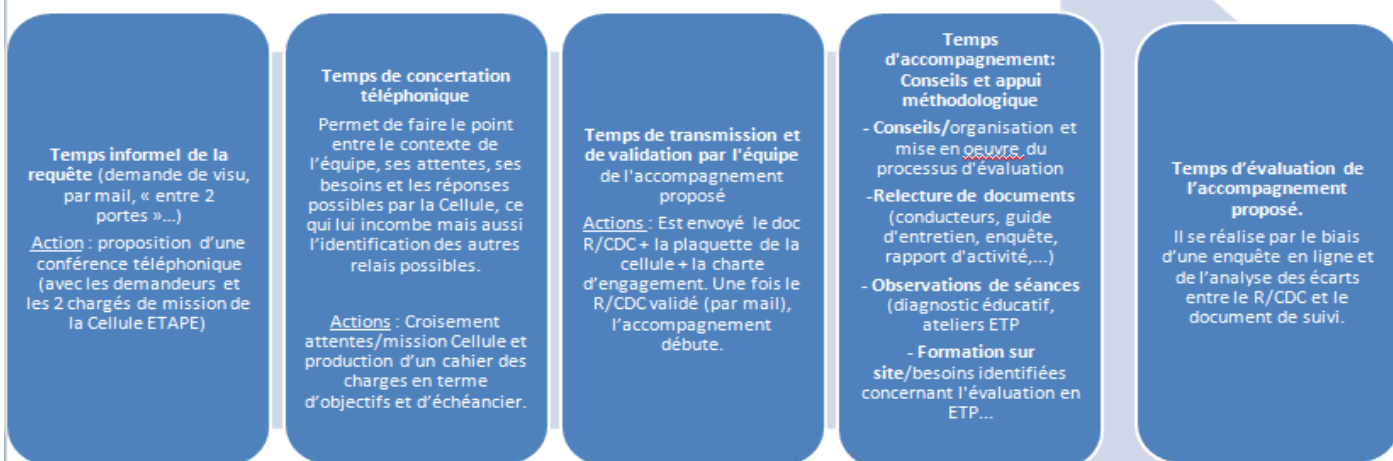 Temps informel de la
requête (demande de visu,
par mail, « entre 2
portes »...)
Action : proposition d’une
conférence téléphonique
(avec les demandeurs et
les 2 chargés de mission de
la Cellule ETAPE)
Temps de concertation
téléphonique
Permet de faire le point
entre le contexte de
l’équipe, ses attentes, ses
besoins et les réponses
possibles par la Cellule, ce
qui lui incombe mais aussi
l’identification des autres
relais possibles.
Actions : Croisement
attentes/mission Cellule et
production d’un cahier des
charges en terme
d’objectifs et d’échéancier.
Temps de transmission et
de validation par l'équipe
de l'accompagnement
proposé
Actions : Est envoyé le doc
R/CDC + la plaquette de la
cellule + la charte
d’engagement. Une fois le
R/CDC validé (par mail),
l’accompagnement
débute.
Temps
d'accompagnement:
Conseils et appui
méthodologique
- Conseils/organisation et
mise en oeuvre du
processus d'évaluation
-Relecture de documents
(conducteurs, guide
d'entretien, enquête,
rapport d'activité,...)
- Observations de séances
(diagnostic éducatif,
ateliers ETP
- Formation sur
site/besoins identifiées
concernant l'évaluation en
ETP...
Temps d’évaluation de
l’accompagnement
proposé.
Il se réalise par le biais
d’une enquête en ligne et
de l’analyse des écarts
entre le R/CDC et le
document de suivi.